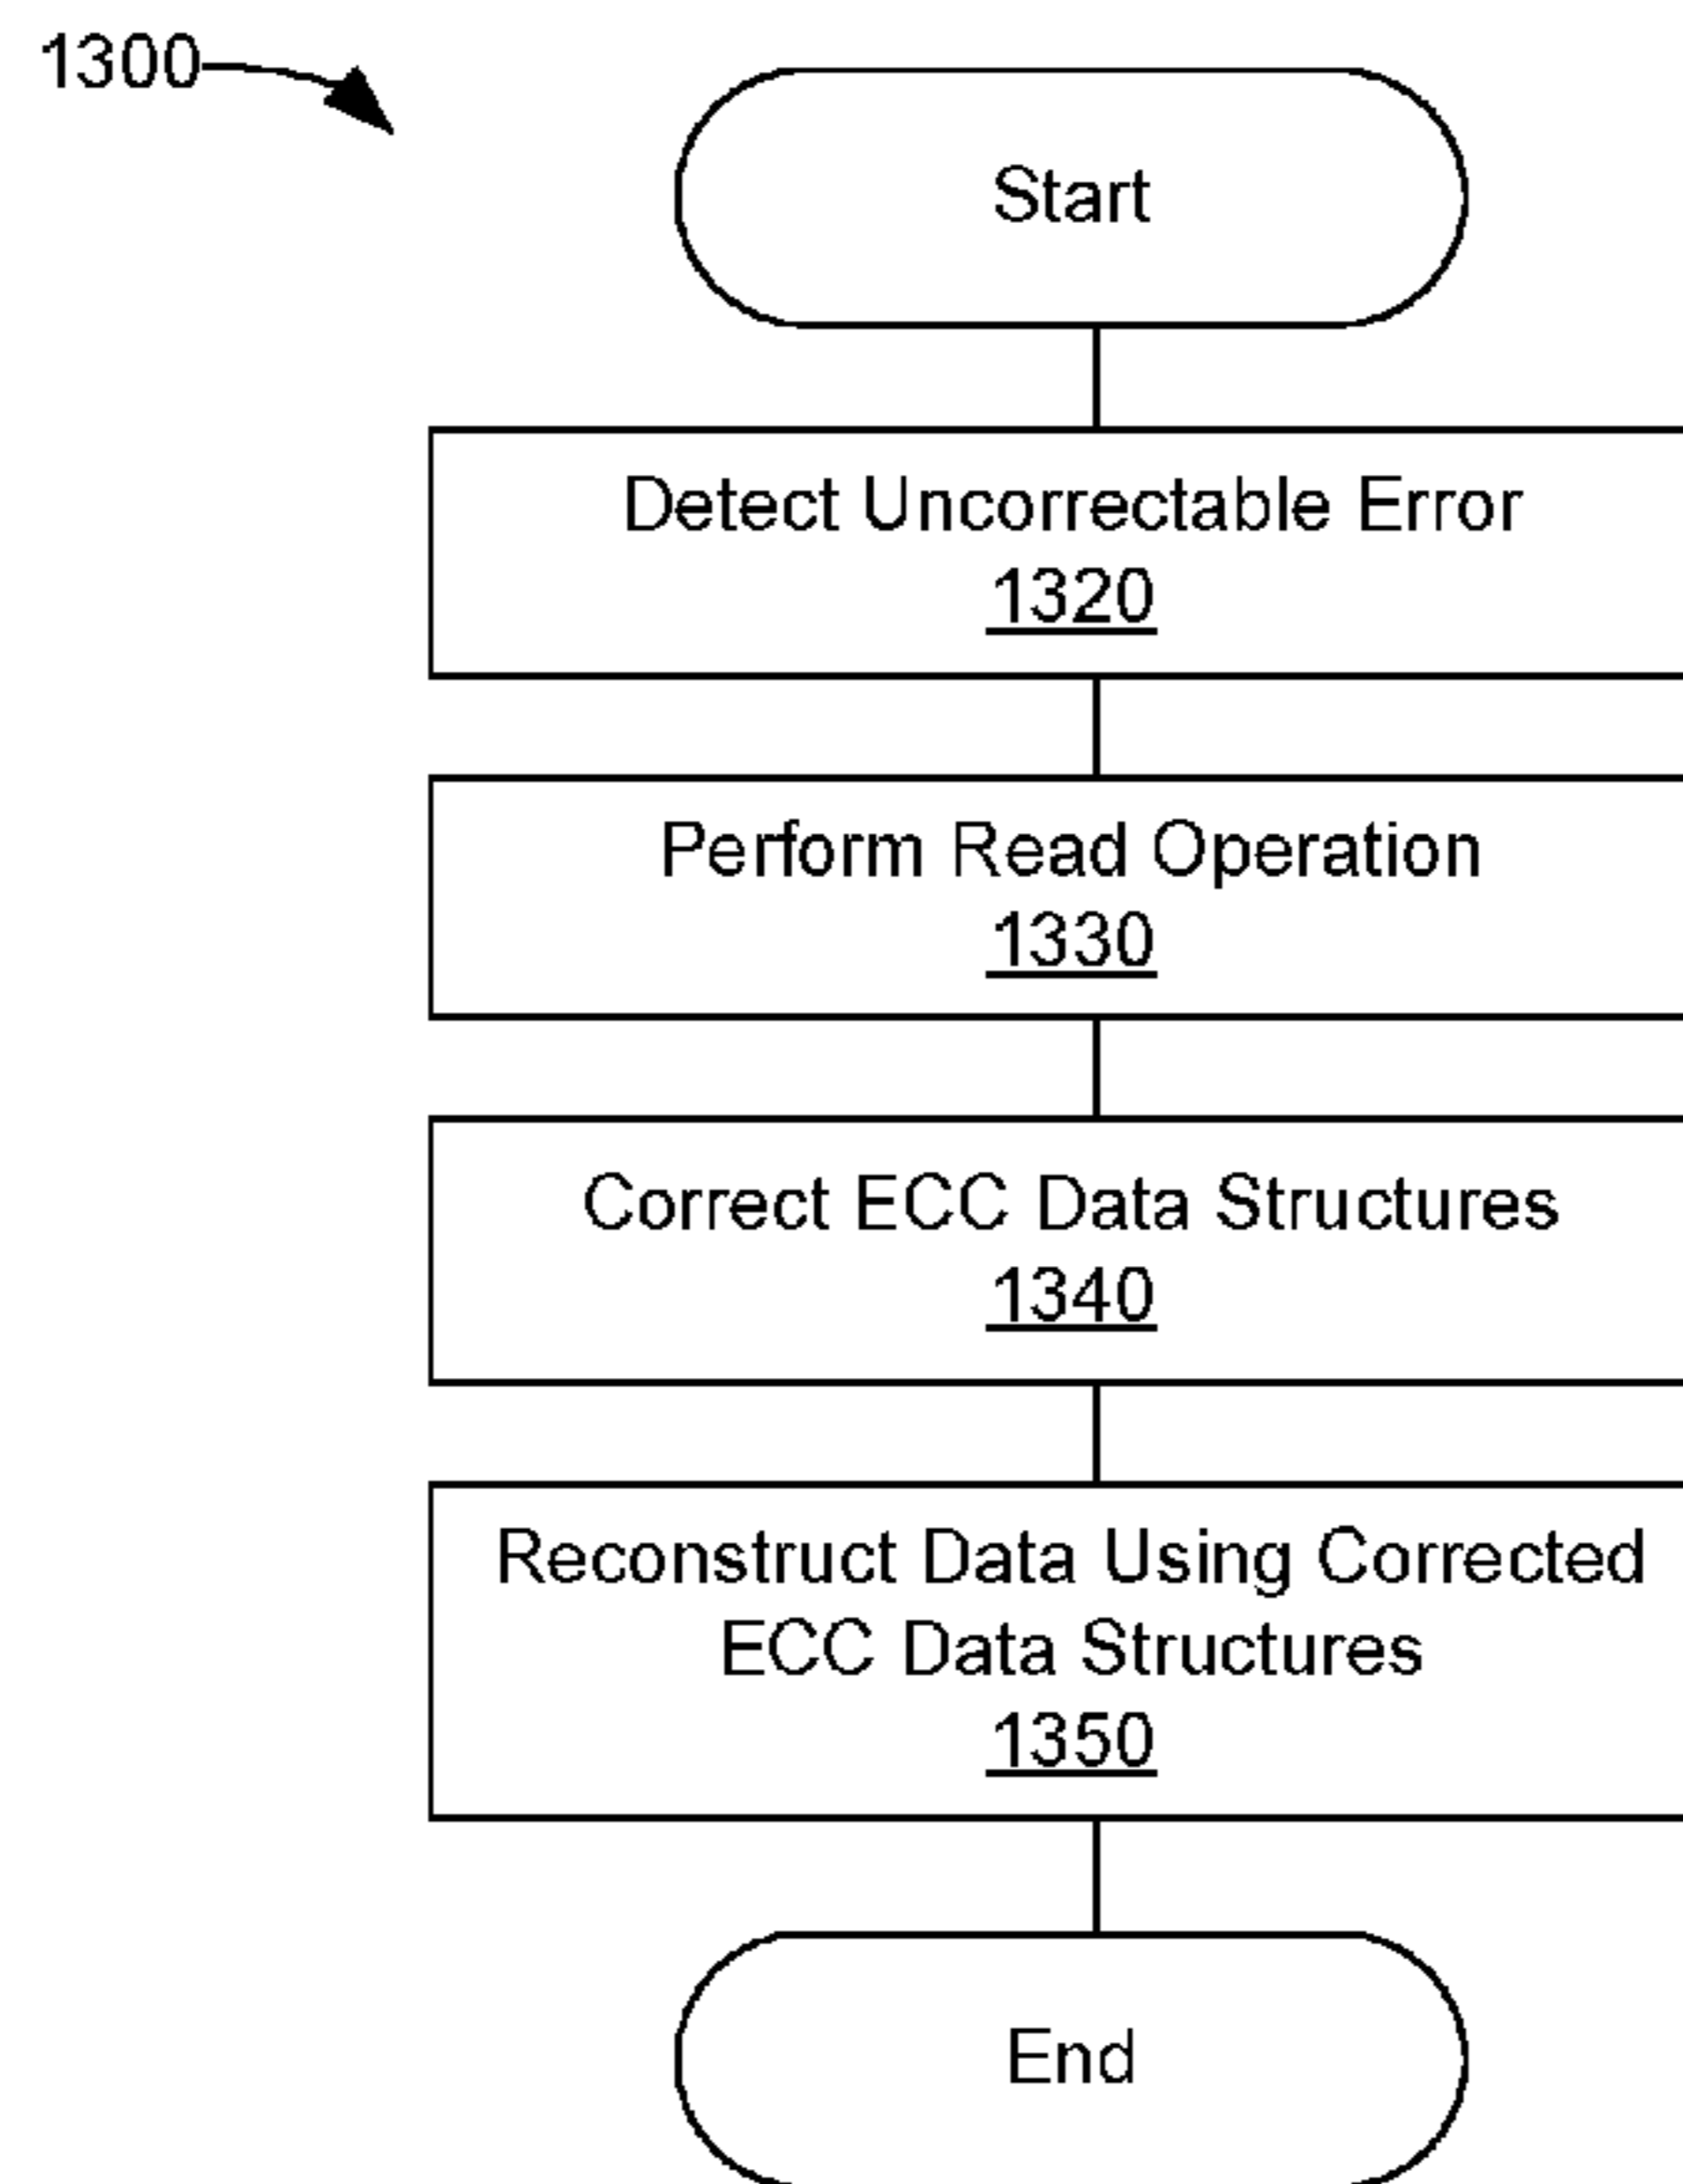 1300
Start
Detect Uncorrectable Error
1320
Perform Read Operation
1330
Correct ECC Data Structures
1340
Reconstruct Data Using Corrected
ECC Data Structures
1350
End